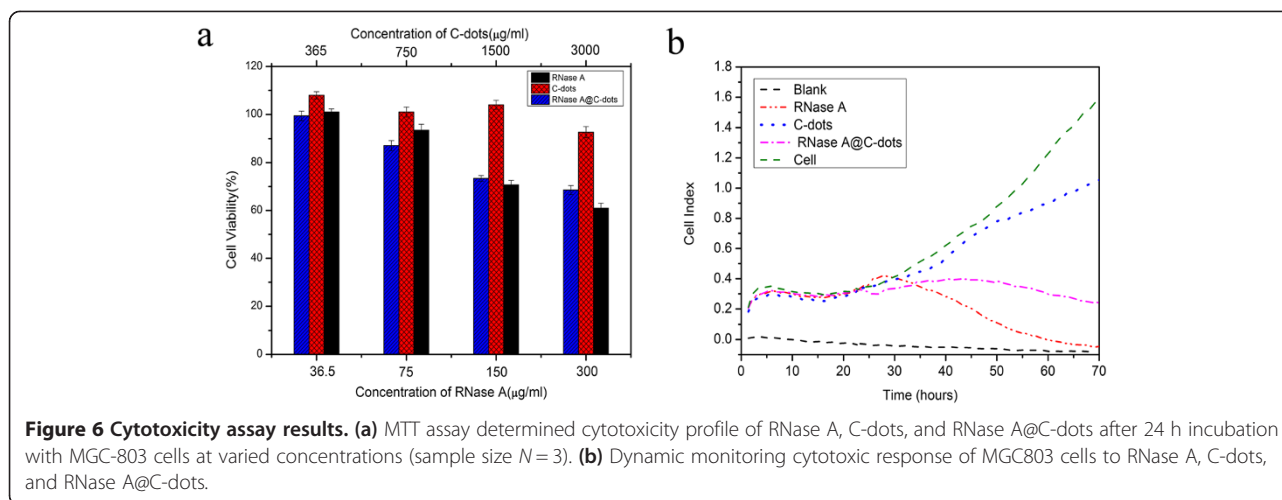 a
Concentration of C-dots(μg/ml)
365 750 1500 3000
120
100
80
60
40
20
0
Cell Viability(%)
RNase A
C-dots
RNase A@C-dots
36.5 75 150 300
Concentration of RNase A(μg/ml)
b
1.8
1.6
1.4
1.2
1.0
0.8
0.6
0.4
0.2
0.0
Cell Index
Blank
RNase A
C-dots
RNase A@C-dots
Cell
0 10 20 30 40 50 60 70
Time (hours)
Figure 6 Cytotoxicity assay results. (a) MTT assay determined cytotoxicity profile of RNase A, C-dots, and RNase A@C-dots after 24 h incubation
with MGC-803 cells at varied concentrations (sample size N = 3). (b) Dynamic monitoring cytotoxic response of MGC803 cells to RNase A, C-dots,
and RNase A@C-dots.